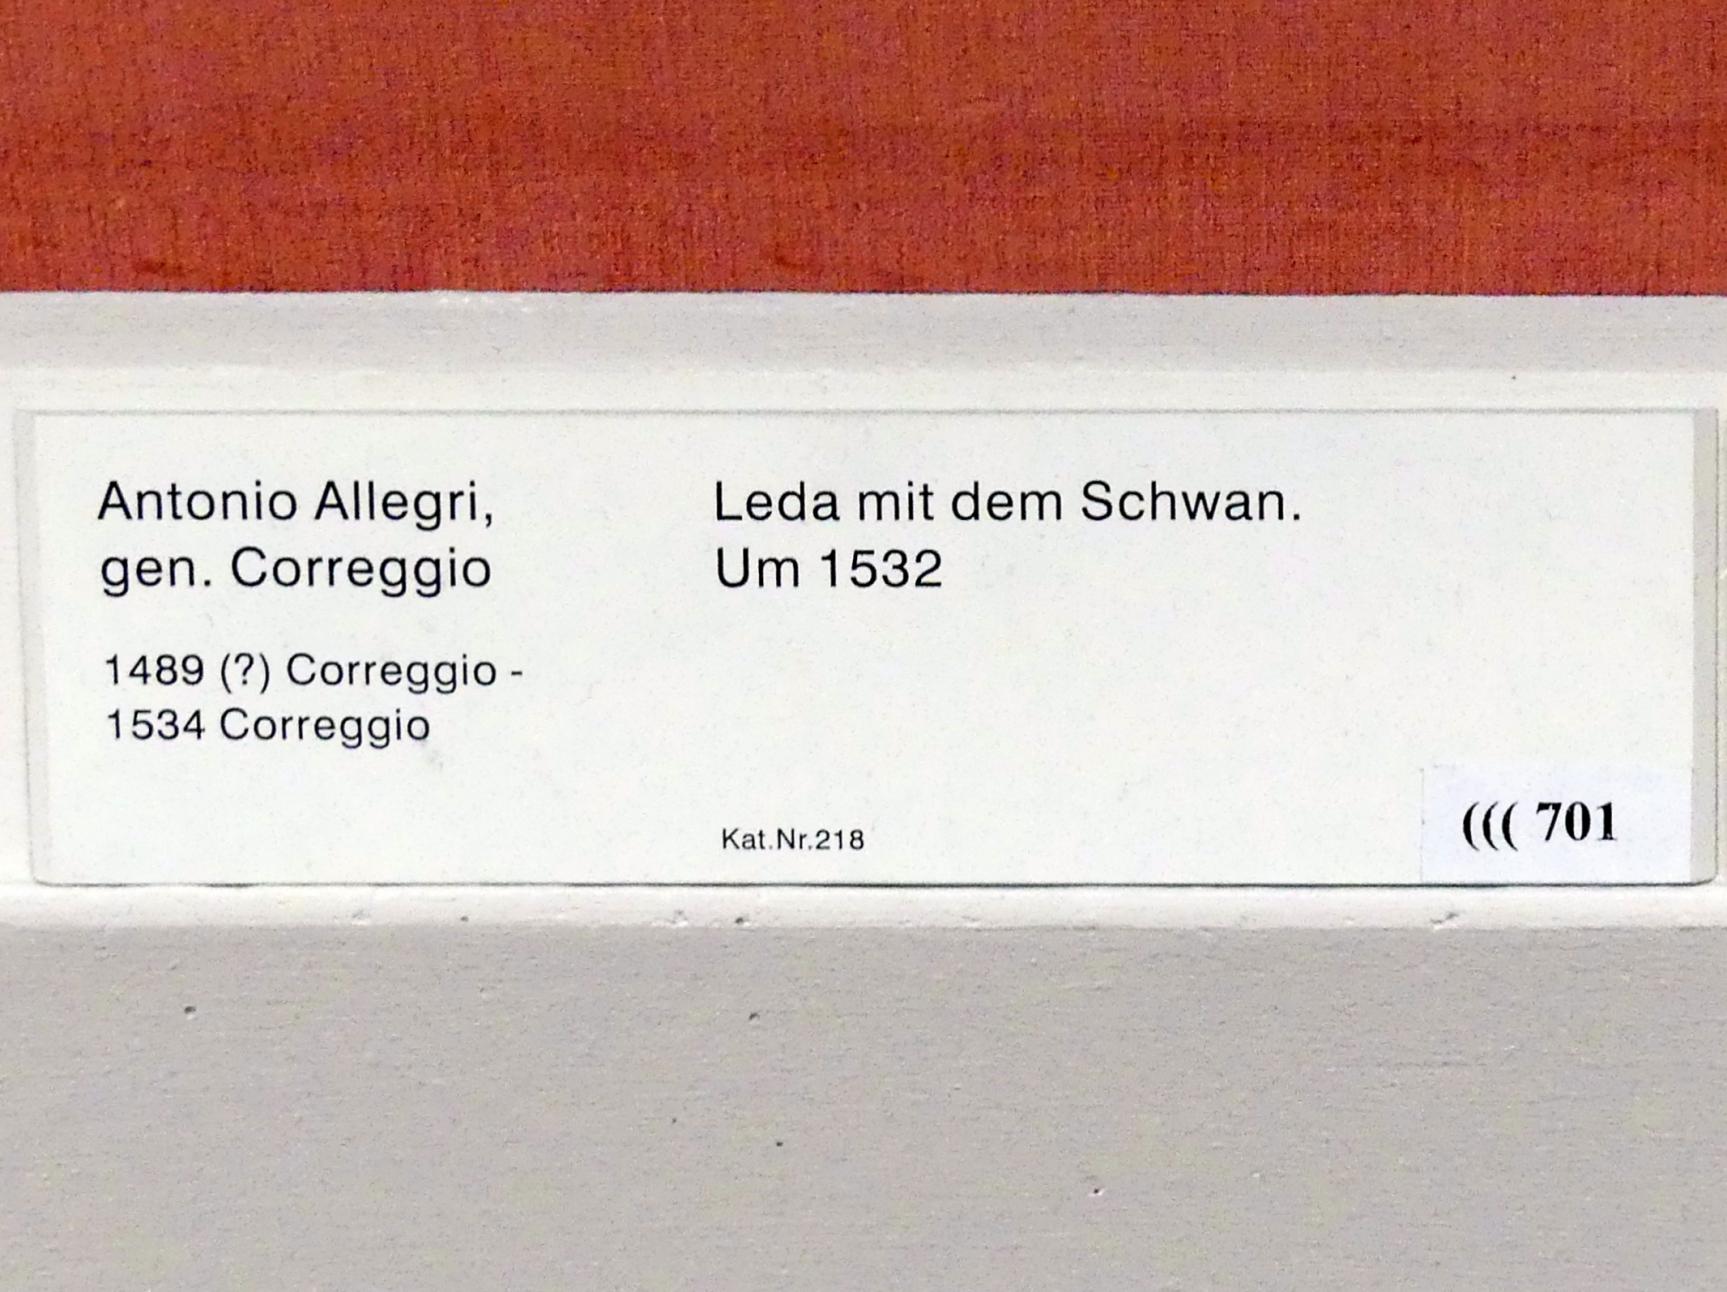 Antonio Allegri,
gen. Correggio
1489 (?) Correggio -
1534 Correggio
Leda mit dem Schwan.
Um 1532
Kat.Nr.218
((( 701